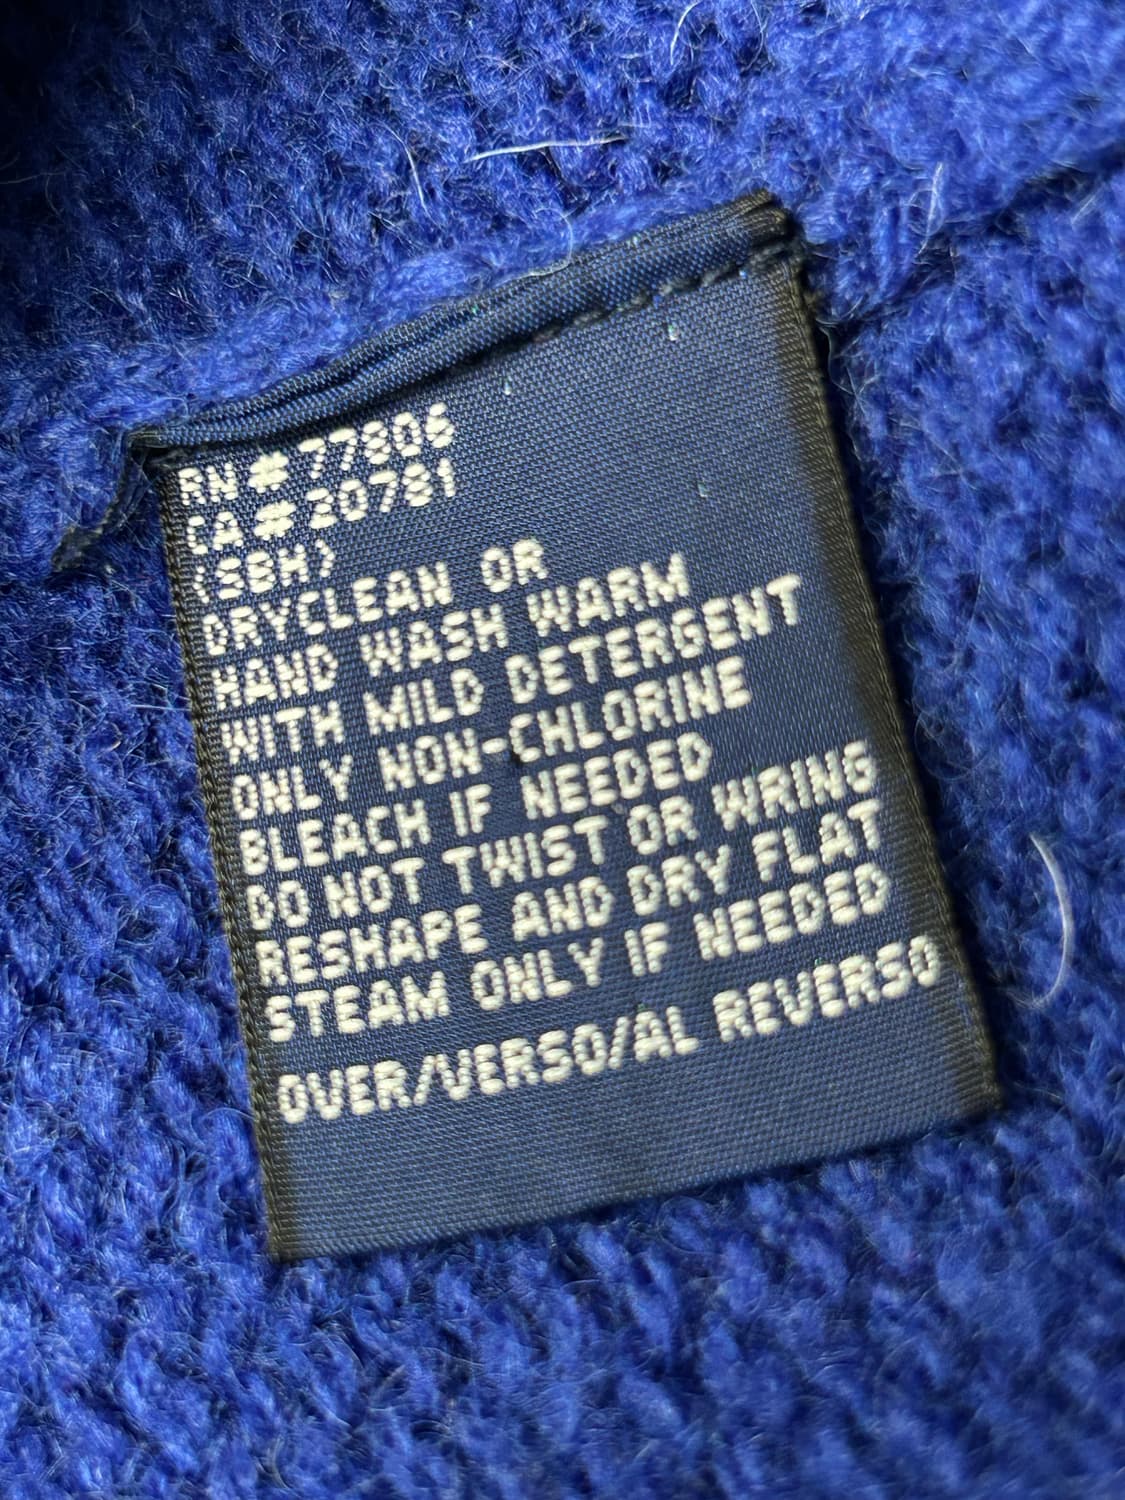 RN #77806
CA #20781
(SBH)
DRYCLEAN OR
HAND WASH WARM
WITH MILD DETERGENT
ONLY NON-CHLORINE
BLEACH IF NEEDED
DO NOT TWIST OR WRING
RESHAPE AND DRY FLAT
STEAM ONLY IF NEEDED
OVER/VERSO/AL REVERSO